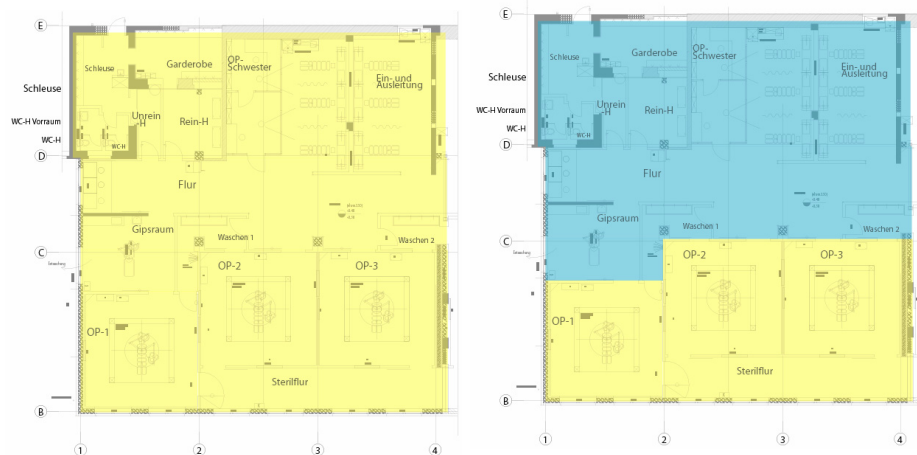 E
Schleuse
Garderobe
OP-
Schwester
Ein- und
Ausleitung
Schleuse
WC-H Vorraum
WC-H
Unrein
-H
Rein-H
WC-H
D
Flur
Gipsraum
Waschen 1
Waschen 2
C
OP-2
OP-3
OP-1
Sterilflur
B
1
2
3
4
E
Schleuse
Garderobe
OP-
Schwester
Ein- und
Ausleitung
Schleuse
WC-H Vorraum
WC-H
Unrein
-H
Rein-H
WC-H
D
Flur
Gipsraum
Waschen 1
Waschen 2
C
OP-2
OP-3
OP-1
Sterilflur
B
1
2
3
4